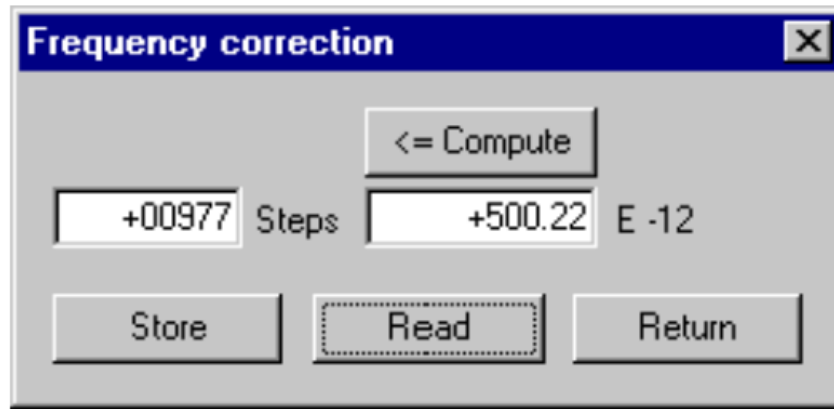 Frequency correction
<= Compute
+00977 Steps +500.22 E -12
Store Read Return